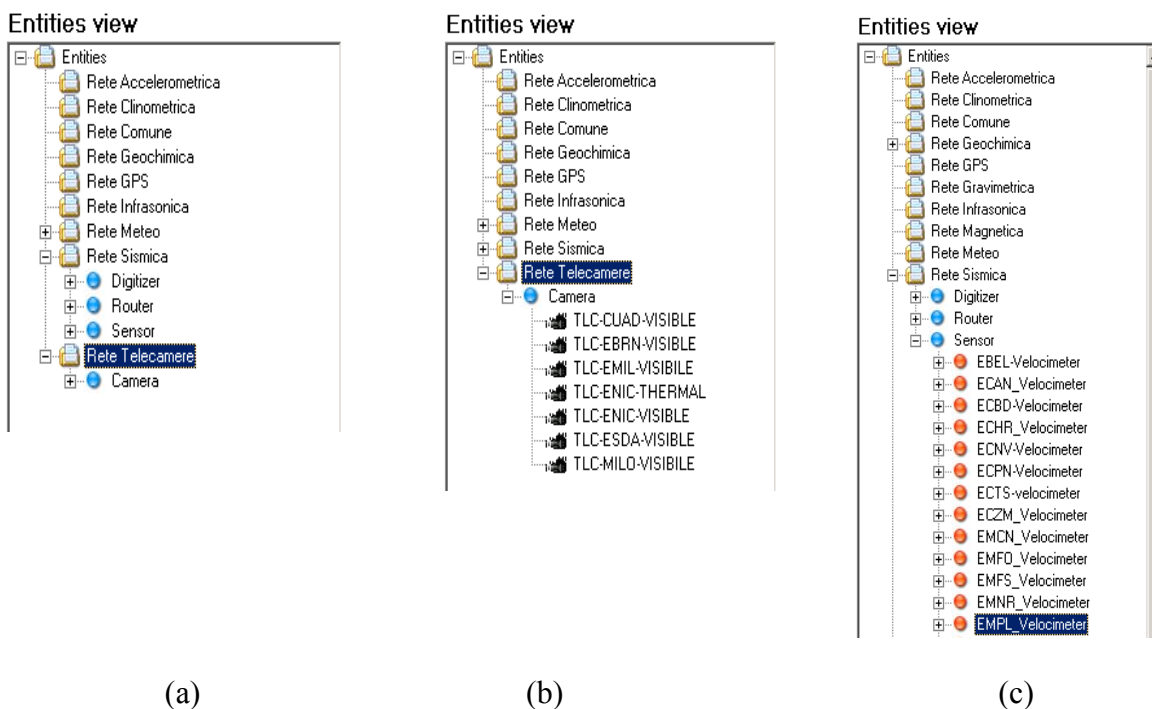 Entities view
Entities
Rete Accelerometrica
Rete Clinometrica
Rete Comune
Rete Geochimica
Rete GPS
Rete Infrasonica
Rete Meteo
Rete Sismica
Digitizer
Router
Sensor
Rete Telecamere
Camera
(a)
Entities view
Entities
Rete Accelerometrica
Rete Clinometrica
Rete Comune
Rete Geochimica
Rete GPS
Rete Infrasonica
Rete Meteo
Rete Sismica
Rete Telecamere
Camera
TLC-CUAD-VISIBLE
TLC-EBRN-VISIBLE
TLC-EMIL-VISIBILE
TLC-ENIC-THERMAL
TLC-ENIC-VISIBLE
TLC-ESDA-VISIBLE
TLC-MILO-VISIBILE
(b)
Entities view
Entities
Rete Accelerometrica
Rete Clinometrica
Rete Comune
Rete Geochimica
Rete GPS
Rete Gravimetrica
Rete Infrasonica
Rete Magnetica
Rete Meteo
Rete Sismica
Digitizer
Router
Sensor
EBEL-Velocimeter
ECAN_Velocimeter
ECBD-Velocimeter
ECHR_Velocimeter
ECNV-Velocimeter
ECPN-Velocimeter
ECTS-velocimeter
ECZM_Velocimeter
EMCN_Velocimeter
EMFO_Velocimeter
EMFS_Velocimeter
EMNR_Velocimeter
EMPL_Velocimeter
(c)